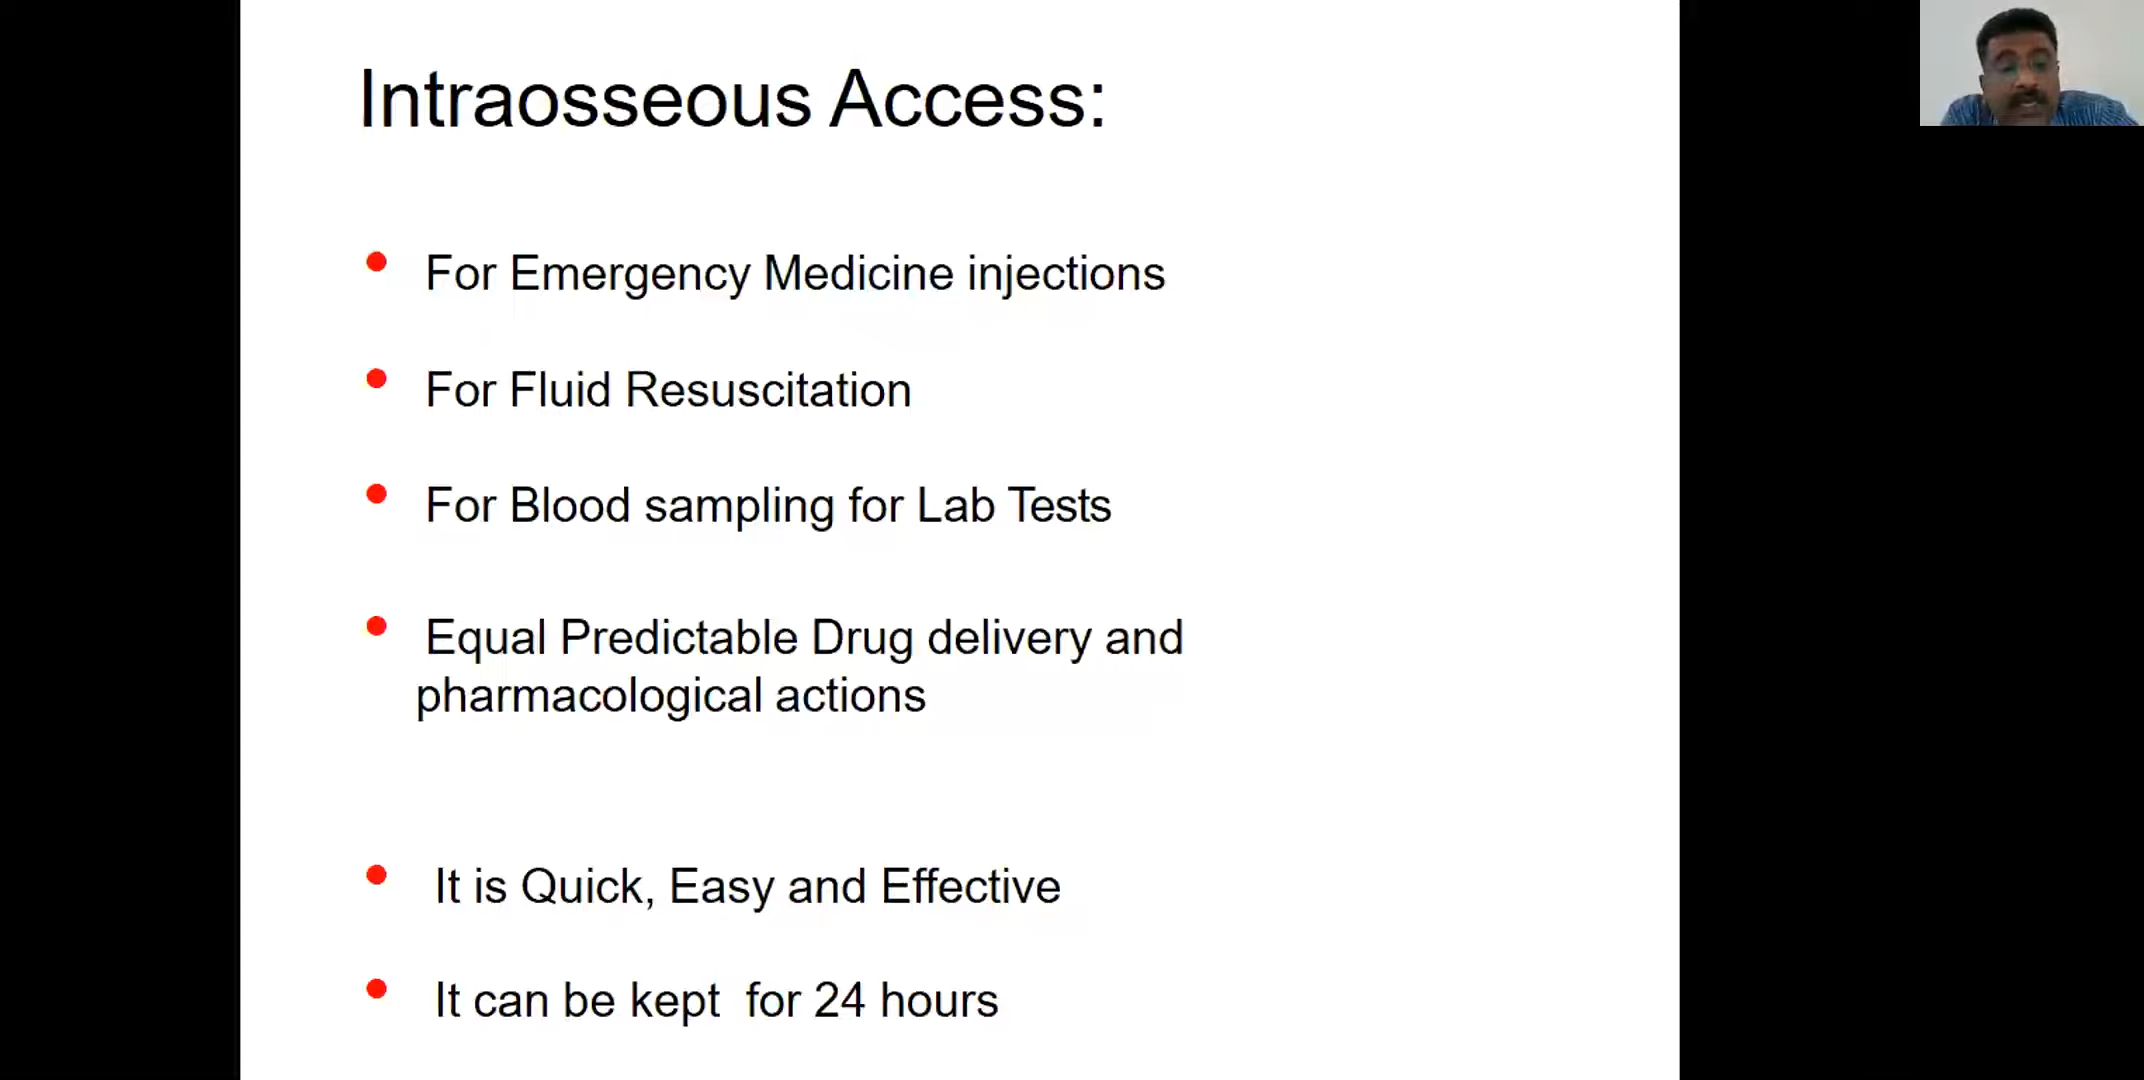 Intraosseous Access:
• For Emergency Medicine injections
• For Fluid Resuscitation
• For Blood sampling for Lab Tests
• Equal Predictable Drug delivery and
pharmacological actions
• It is Quick, Easy and Effective
• It can be kept for 24 hours